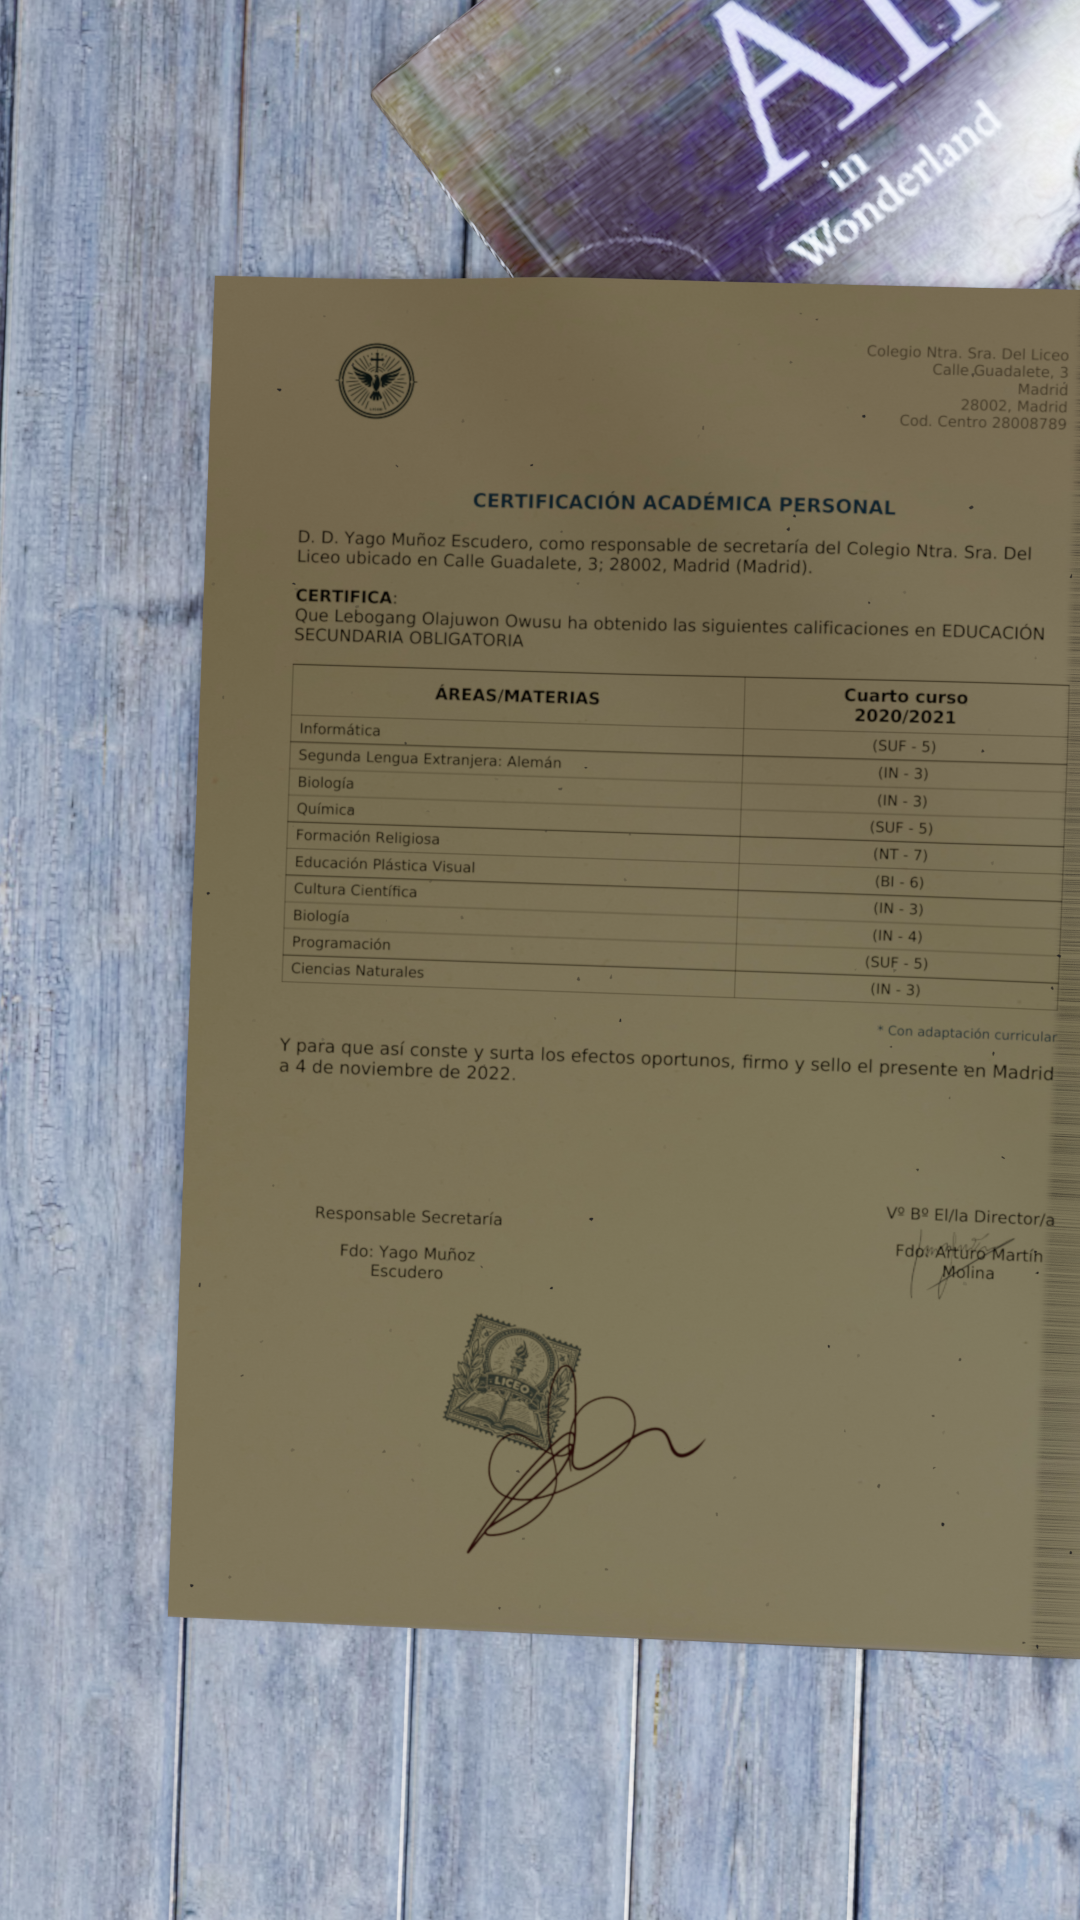 in
Wonderland
Colegio Ntra. Sra. Del Liceo
Calle Guadalete, 3
Madrid
28002, Madrid
Cod. Centro 28008789
CERTIFICACIÓN ACADÉMICA PERSONAL
D. D. Yago Muñoz Escudero, como responsable de secretaría del Colegio Ntra. Sra. Del
Liceo ubicado en Calle Guadalete, 3; 28002, Madrid (Madrid).
CERTIFICA:
Que Lebogang Olajuwon Owusu ha obtenido las siguientes calificaciones en EDUCACIÓN
SECUNDARIA OBLIGATORIA
ÁREAS/MATERIAS Cuarto curso
2020/2021
Informática (SUF - 5)
Segunda Lengua Extranjera: Alemán (IN - 3)
Biología (IN - 3)
Química (SUF - 5)
Formación Religiosa (NT - 7)
Educación Plástica Visual (BI - 6)
Cultura Científica (IN - 3)
Biología (IN - 4)
Programación (SUF - 5)
Ciencias Naturales (IN - 3)
* Con adaptación curricular
Y para que así conste y surta los efectos oportunos, firmo y sello el presente en Madrid
a 4 de noviembre de 2022.
Responsable Secretaría Vº Bº El/la Director/a
Fdo: Yago Muñoz Fdo: Arturo Martín
Escudero Molina
LICEO